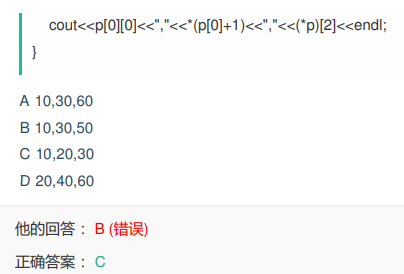 cout<<p[0][0]<<","<<*(p[0]+1)<<","<<(*p)[2]<<endl;
}
A 10,30,60
B 10,30,50
C 10,20,30
D 20,40,60
他的回答： B (错误)
正确答案： C